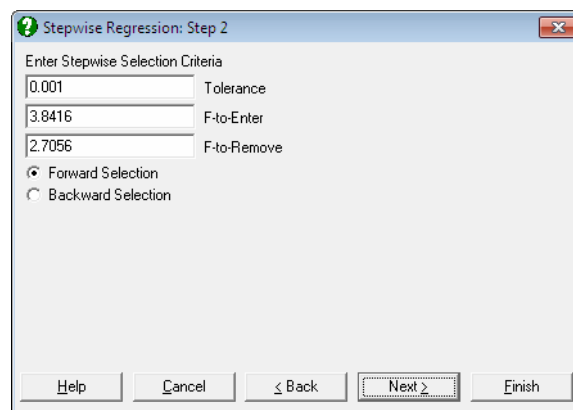 Stepwise Regression: Step 2
Enter Stepwise Selection Criteria
0.001 Tolerance
3.8416 F-to-Enter
2.7056 F-to-Remove
Forward Selection
Backward Selection
Help Cancel < Back Next > Finish